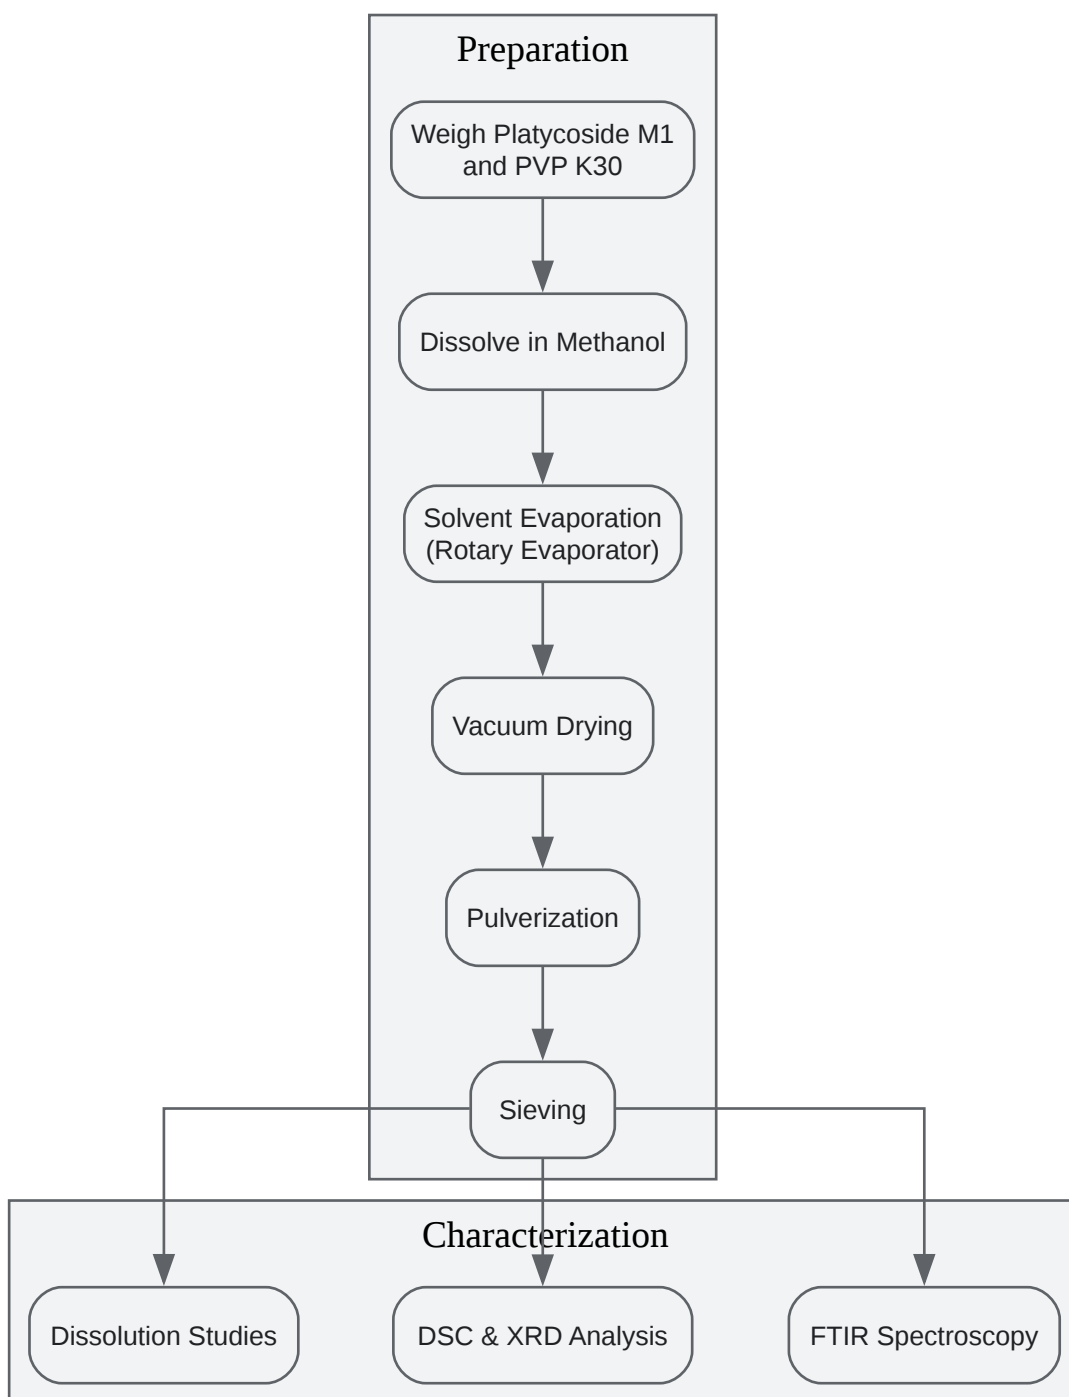 Preparation
Weigh Platycoside M1
and PVP K30
Dissolve in Methanol
Solvent Evaporation
(Rotary Evaporator)
Vacuum Drying
Pulverization
Sieving
Characterization
Dissolution Studies
DSC & XRD Analysis
FTIR Spectroscopy